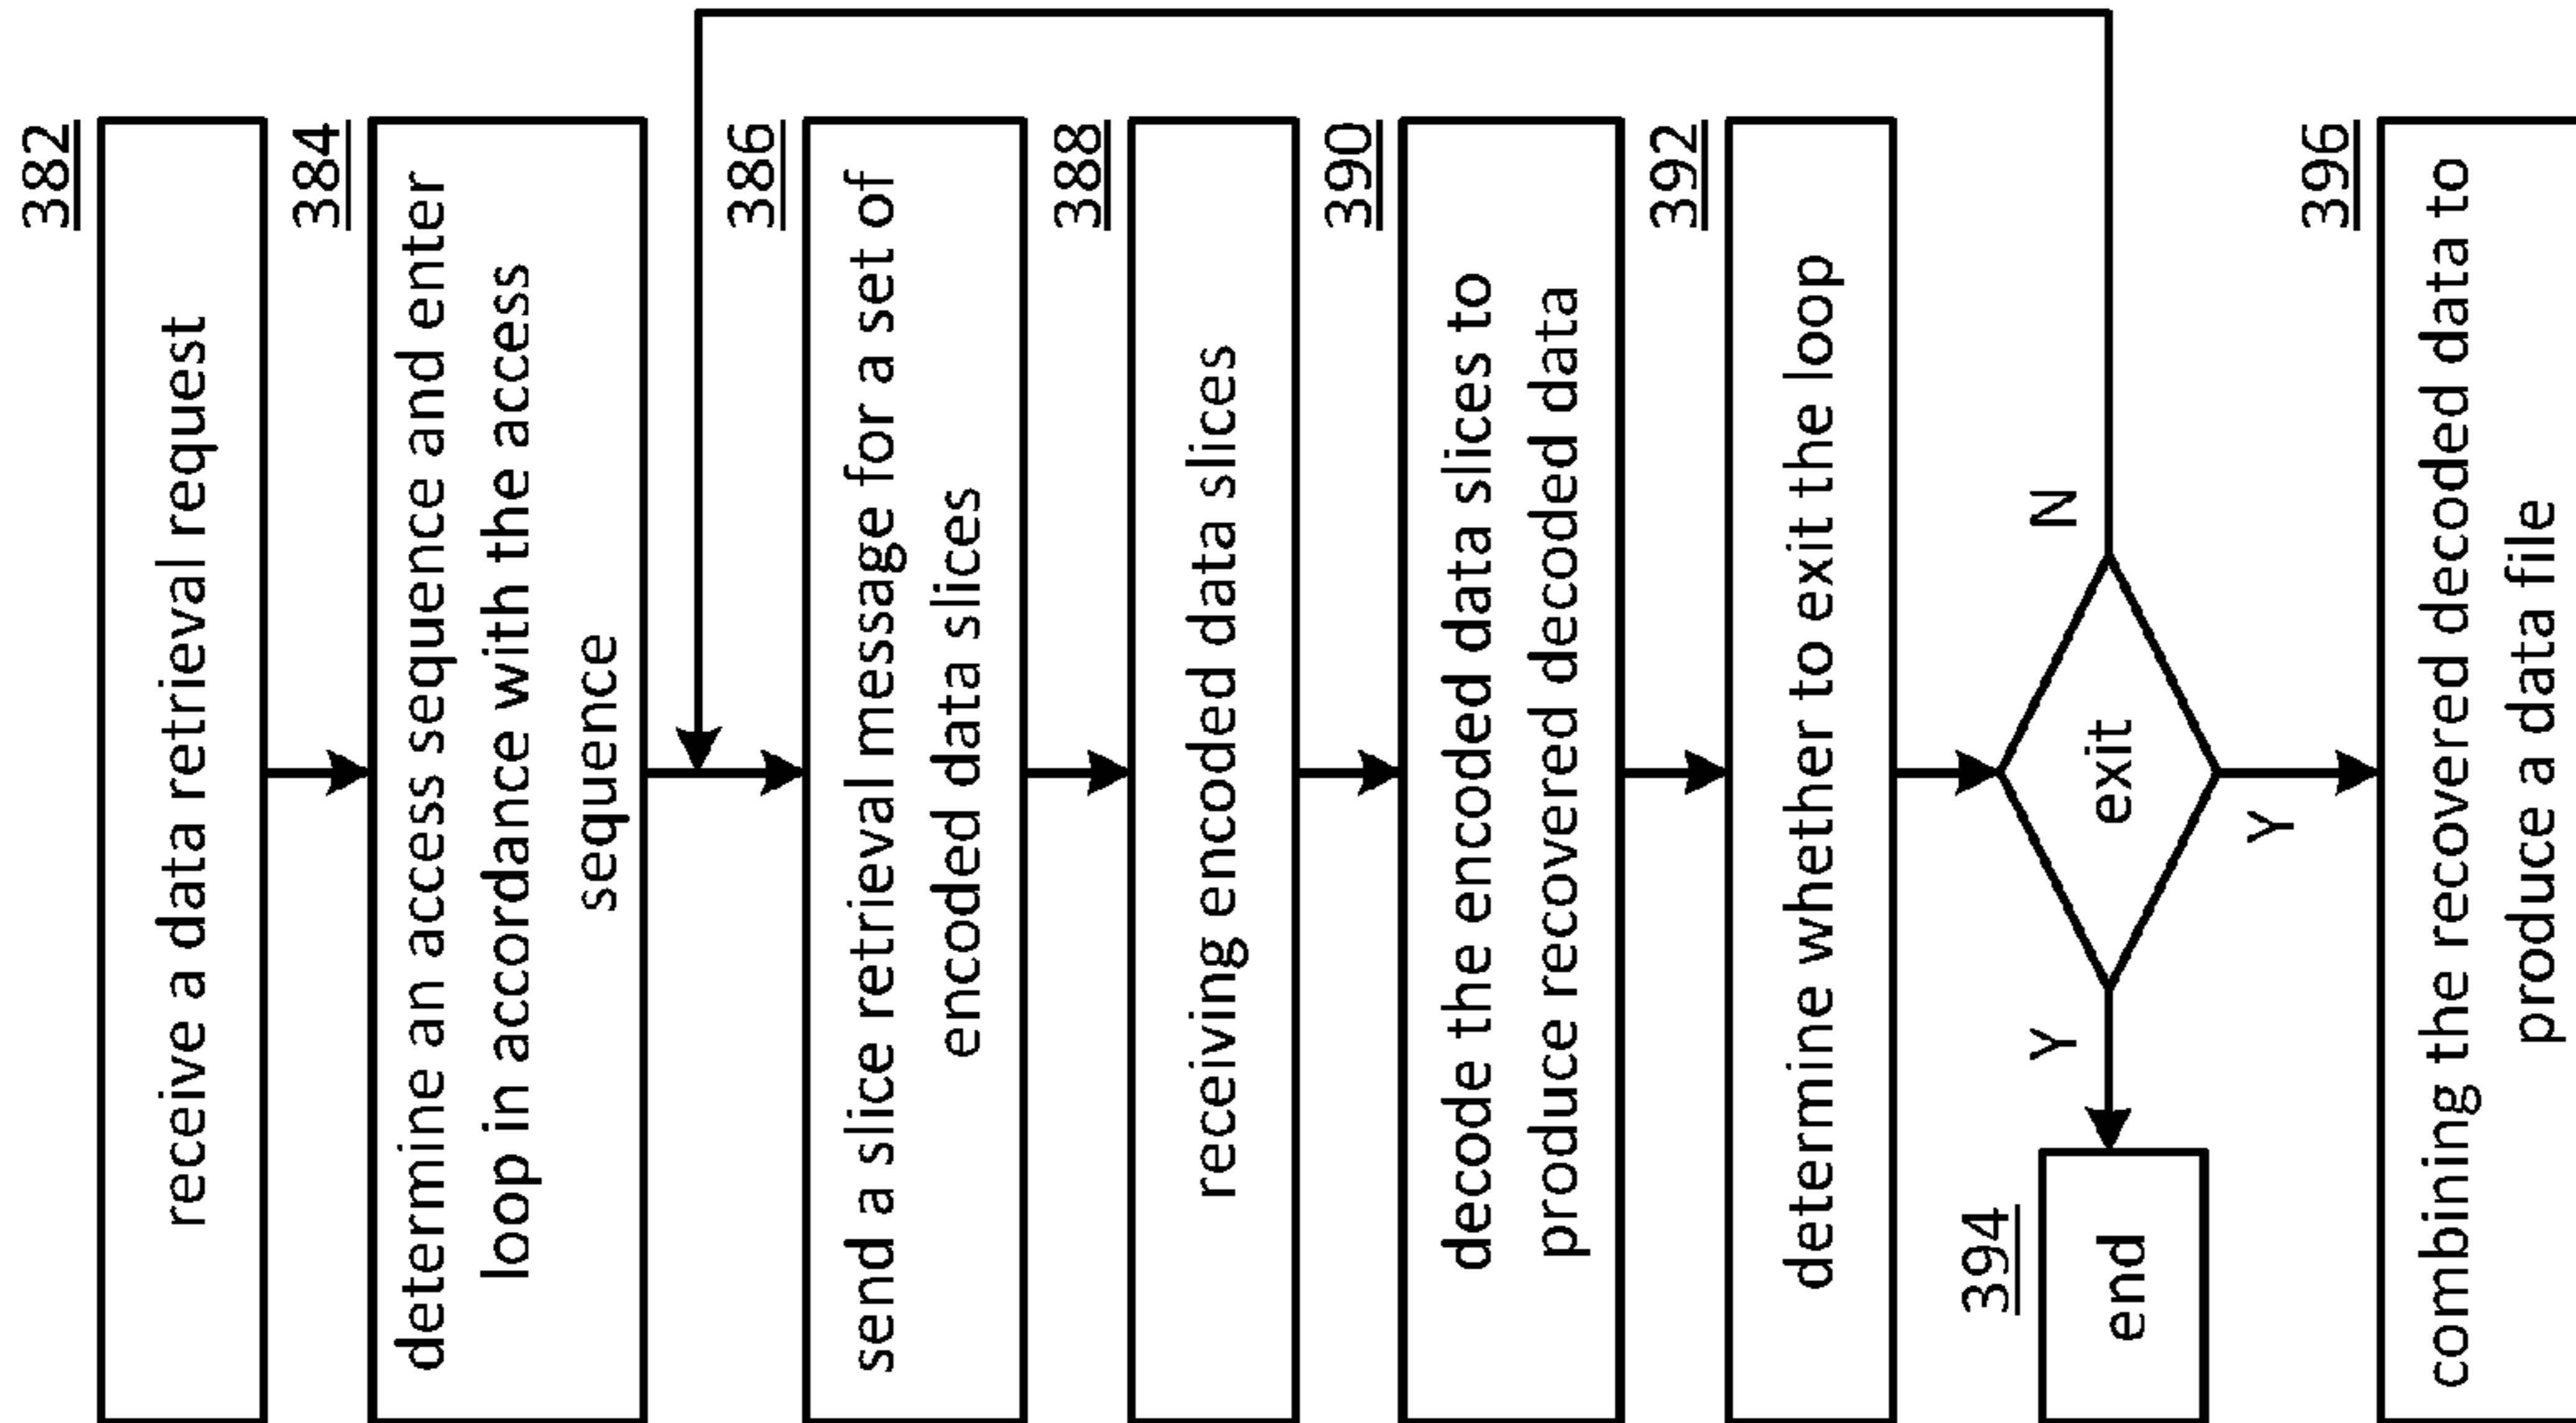 382
receive a data retrieval request
384
determine an access sequence and enter
loop in accordance with the access
sequence
386
send a slice retrieval message for a set of
encoded data slices
388
receiving encoded data slices
390
decode the encoded data slices to
produce recovered decoded data
392
determine whether to exit the loop
394
end
Y
exit
N
Y
396
combining the recovered decoded data to
produce a data file